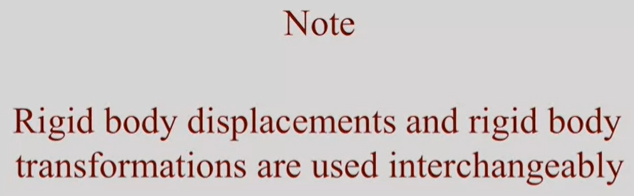 Note
Rigid body displacements and rigid body
transformations are used interchangeably